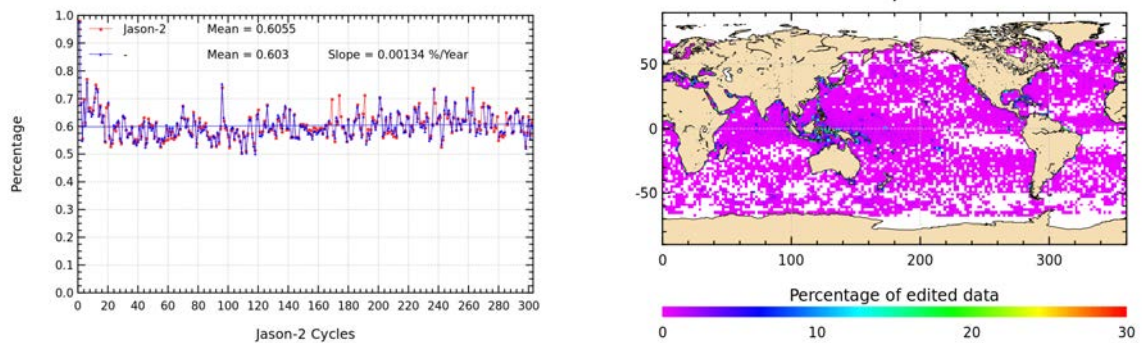 Jason-2 Mean = 0.6055
- Mean = 0.603 Slope = 0.00134 %/Year
1.0
0.9
0.8
0.7
0.6
0.5
0.4
0.3
0.2
0.1
0.0
Percentage
0 20 40 60 80 100 120 140 160 180 200 220 240 260 280 300
Jason-2 Cycles
50
0
-50
0 100 200 300
Percentage of edited data
0 10 20 30